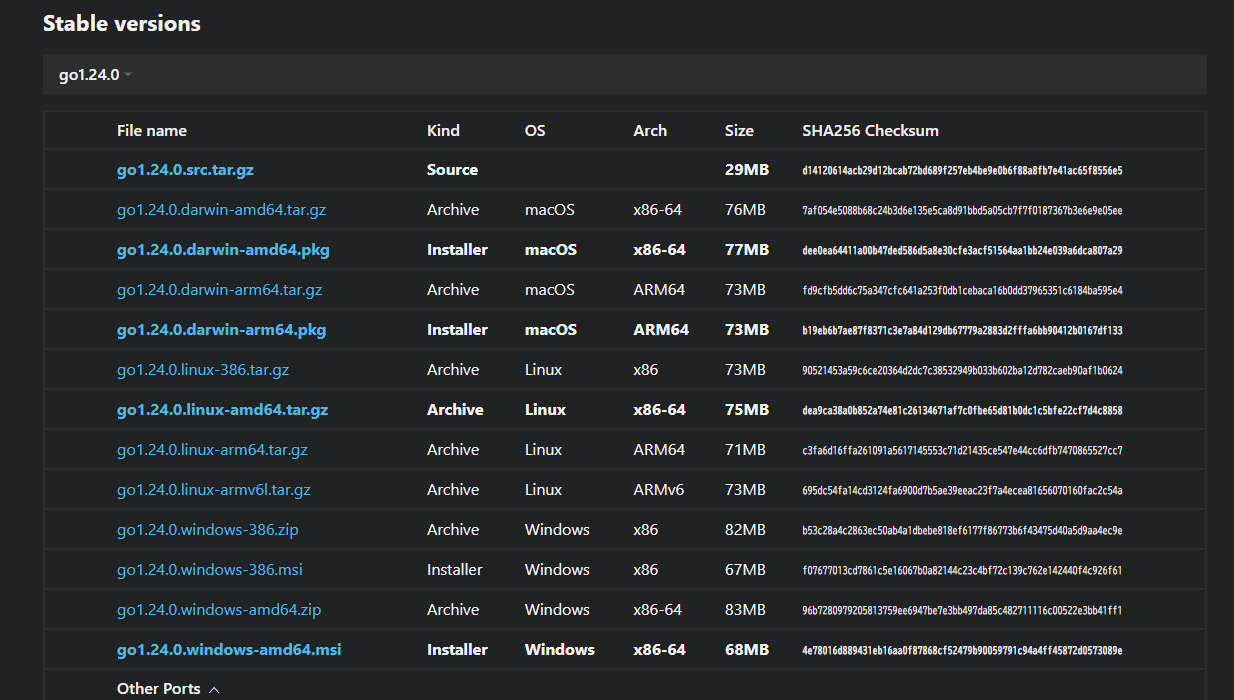 Stable versions
go1.24.0
File name Kind OS Arch Size SHA256 Checksum
go1.24.0.src.tar.gz Source 29MB d14120614acb29d12bcab72bd689f257eb4be9e0b6f88a8fb7e41ac65f8556e5
go1.24.0.darwin-amd64.tar.gz Archive macOS x86-64 76MB 7af054e5088b68c24b3d6e135e5ca8d91bbd5a05cb7f7f0187367b3e6e9e05ee
go1.24.0.darwin-amd64.pkg Installer macOS x86-64 77MB dee0ea64411a00b47ded586d5a8e30cfe3acf51564aa1bb24e039a6dca807a29
go1.24.0.darwin-arm64.tar.gz Archive macOS ARM64 73MB fd9cfb5dd6c75a347cfc641a253f0db1cebaca16b0dd37965351c6184ba595e4
go1.24.0.darwin-arm64.pkg Installer macOS ARM64 73MB b19eb6b7ae87f8371c3e7a84d129db67779a2883d2fffa6bb90412b0167df133
go1.24.0.linux-386.tar.gz Archive Linux x86 73MB 90521453a59c6ce20364d2dc7c38532949b033b602ba12d782caeb90af1b0624
go1.24.0.linux-amd64.tar.gz Archive Linux x86-64 75MB dea9ca38a0b852a74e81c26134671af7c0fbe65d81b0dc1c5bfe22cf7d4c8858
go1.24.0.linux-arm64.tar.gz Archive Linux ARM64 71MB c3fa6d16ffa261091a5617145553c71d21435ce547e44cc6dfb7470865527cc7
go1.24.0.linux-armv6l.tar.gz Archive Linux ARMv6 73MB 695dc54fa14cd3124fa6900d7b5ae39eeac23f7a4ecea81656070160fac2c54a
go1.24.0.windows-386.zip Archive Windows x86 82MB b53c28a4c2863ec50ab4a1dbebe818ef6177f86773b6f43475d40a5d9aa4ec9e
go1.24.0.windows-386.msi Installer Windows x86 67MB f07677013cd7861c5e16067b0a82144c23c4bf72c139c762e142440f4c926f61
go1.24.0.windows-amd64.zip Archive Windows x86-64 83MB 96b7280979205813759ee6947be7e3bb497da85c482711116c00522e3bb41ff1
go1.24.0.windows-amd64.msi Installer Windows x86-64 68MB 4e78016d889431eb16aa0f87868cf52479b90059791c94a4ff45872d0573089e
Other Ports